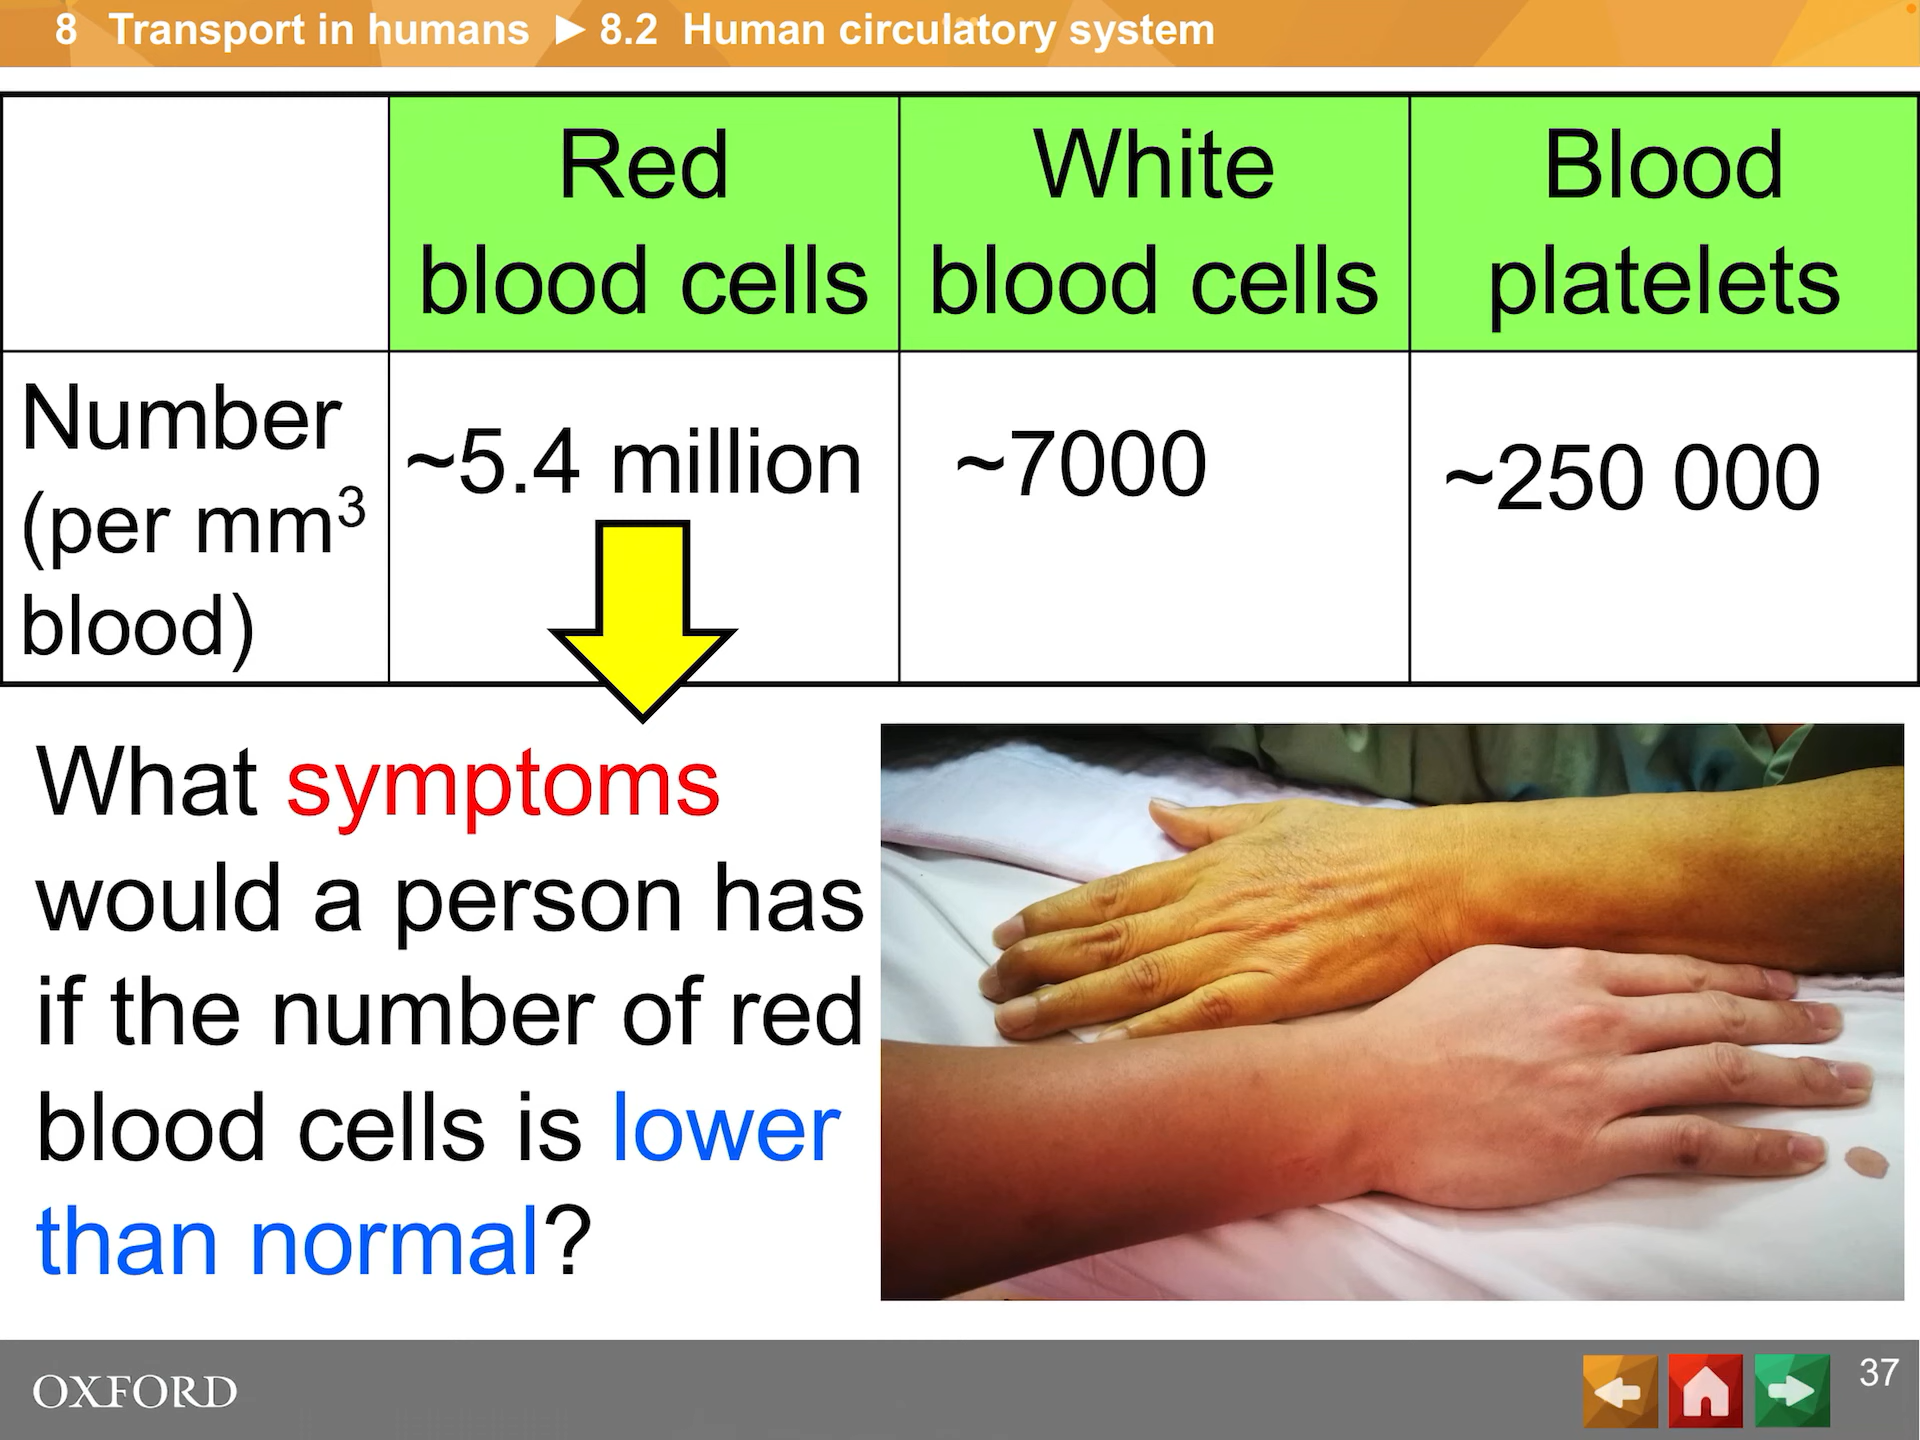 8 Transport in humans ► 8.2 Human circulatory system
Red
blood cells
White
blood cells
Blood
platelets
Number
(per mm³
blood)
~5.4 million
~7000
~250 000
What symptoms
would a person has
if the number of red
blood cells is lower
than normal?
OXFORD
37